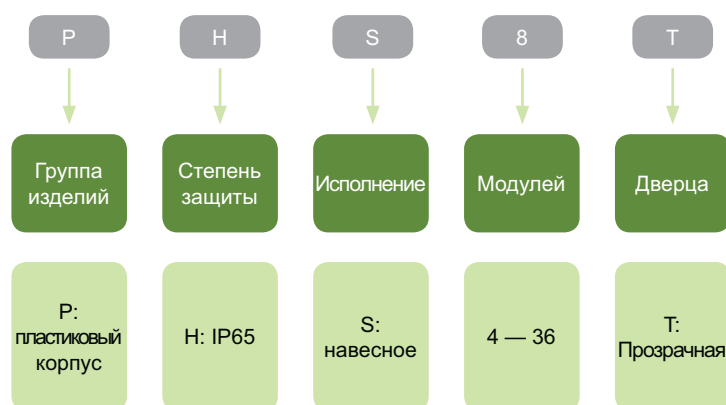 P H S 8 T
Группа изделий
Степень защиты
Исполнение
Модулей
Дверца
P:
пластиковый
корпус
H: IP65
S:
навесное
4 — 36
T:
Прозрачная